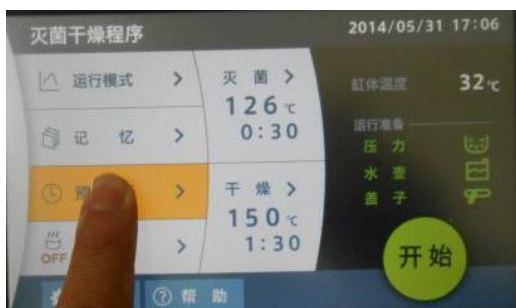 灭菌干燥程序
2014/05/31 17:06
运行模式 >
记 忆 >
预 >
OFF >
灭 菌 >
126℃
0:30
干 燥 >
150℃
1:30
缸体温度 32℃
运行准备
压 力
水 壶
盖 子
开始
? 帮 助